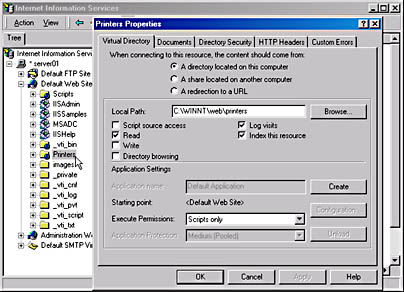 Internet Information Services
Action View
Tree
Internet Information Services
* server01
Default FTP Site
Default Web Site
Scripts
IISAdmin
IISSamples
MSADC
IISHelp
_vti_bin
Printers
images
_private
_vti_cnf
_vti_log
_vti_pvt
_vti_script
_vti_txt
Administration W
Default SMTP Vi
Printers Properties
Virtual Directory Documents Directory Security HTTP Headers Custom Errors
When connecting to this resource, the content should come from:
A directory located on this computer
A share located on another computer
A redirection to a URL
Local Path: C:\WINNT\web\printers Browse...
Script source access Log visits
Read Index this resource
Write
Directory browsing
Application Settings
Application name: Default Application Create
Starting point: <Default Web Site>
Execute Permissions: Scripts only Configuration...
Application Protection: Medium (Pooled) Unload
OK Cancel Apply Help